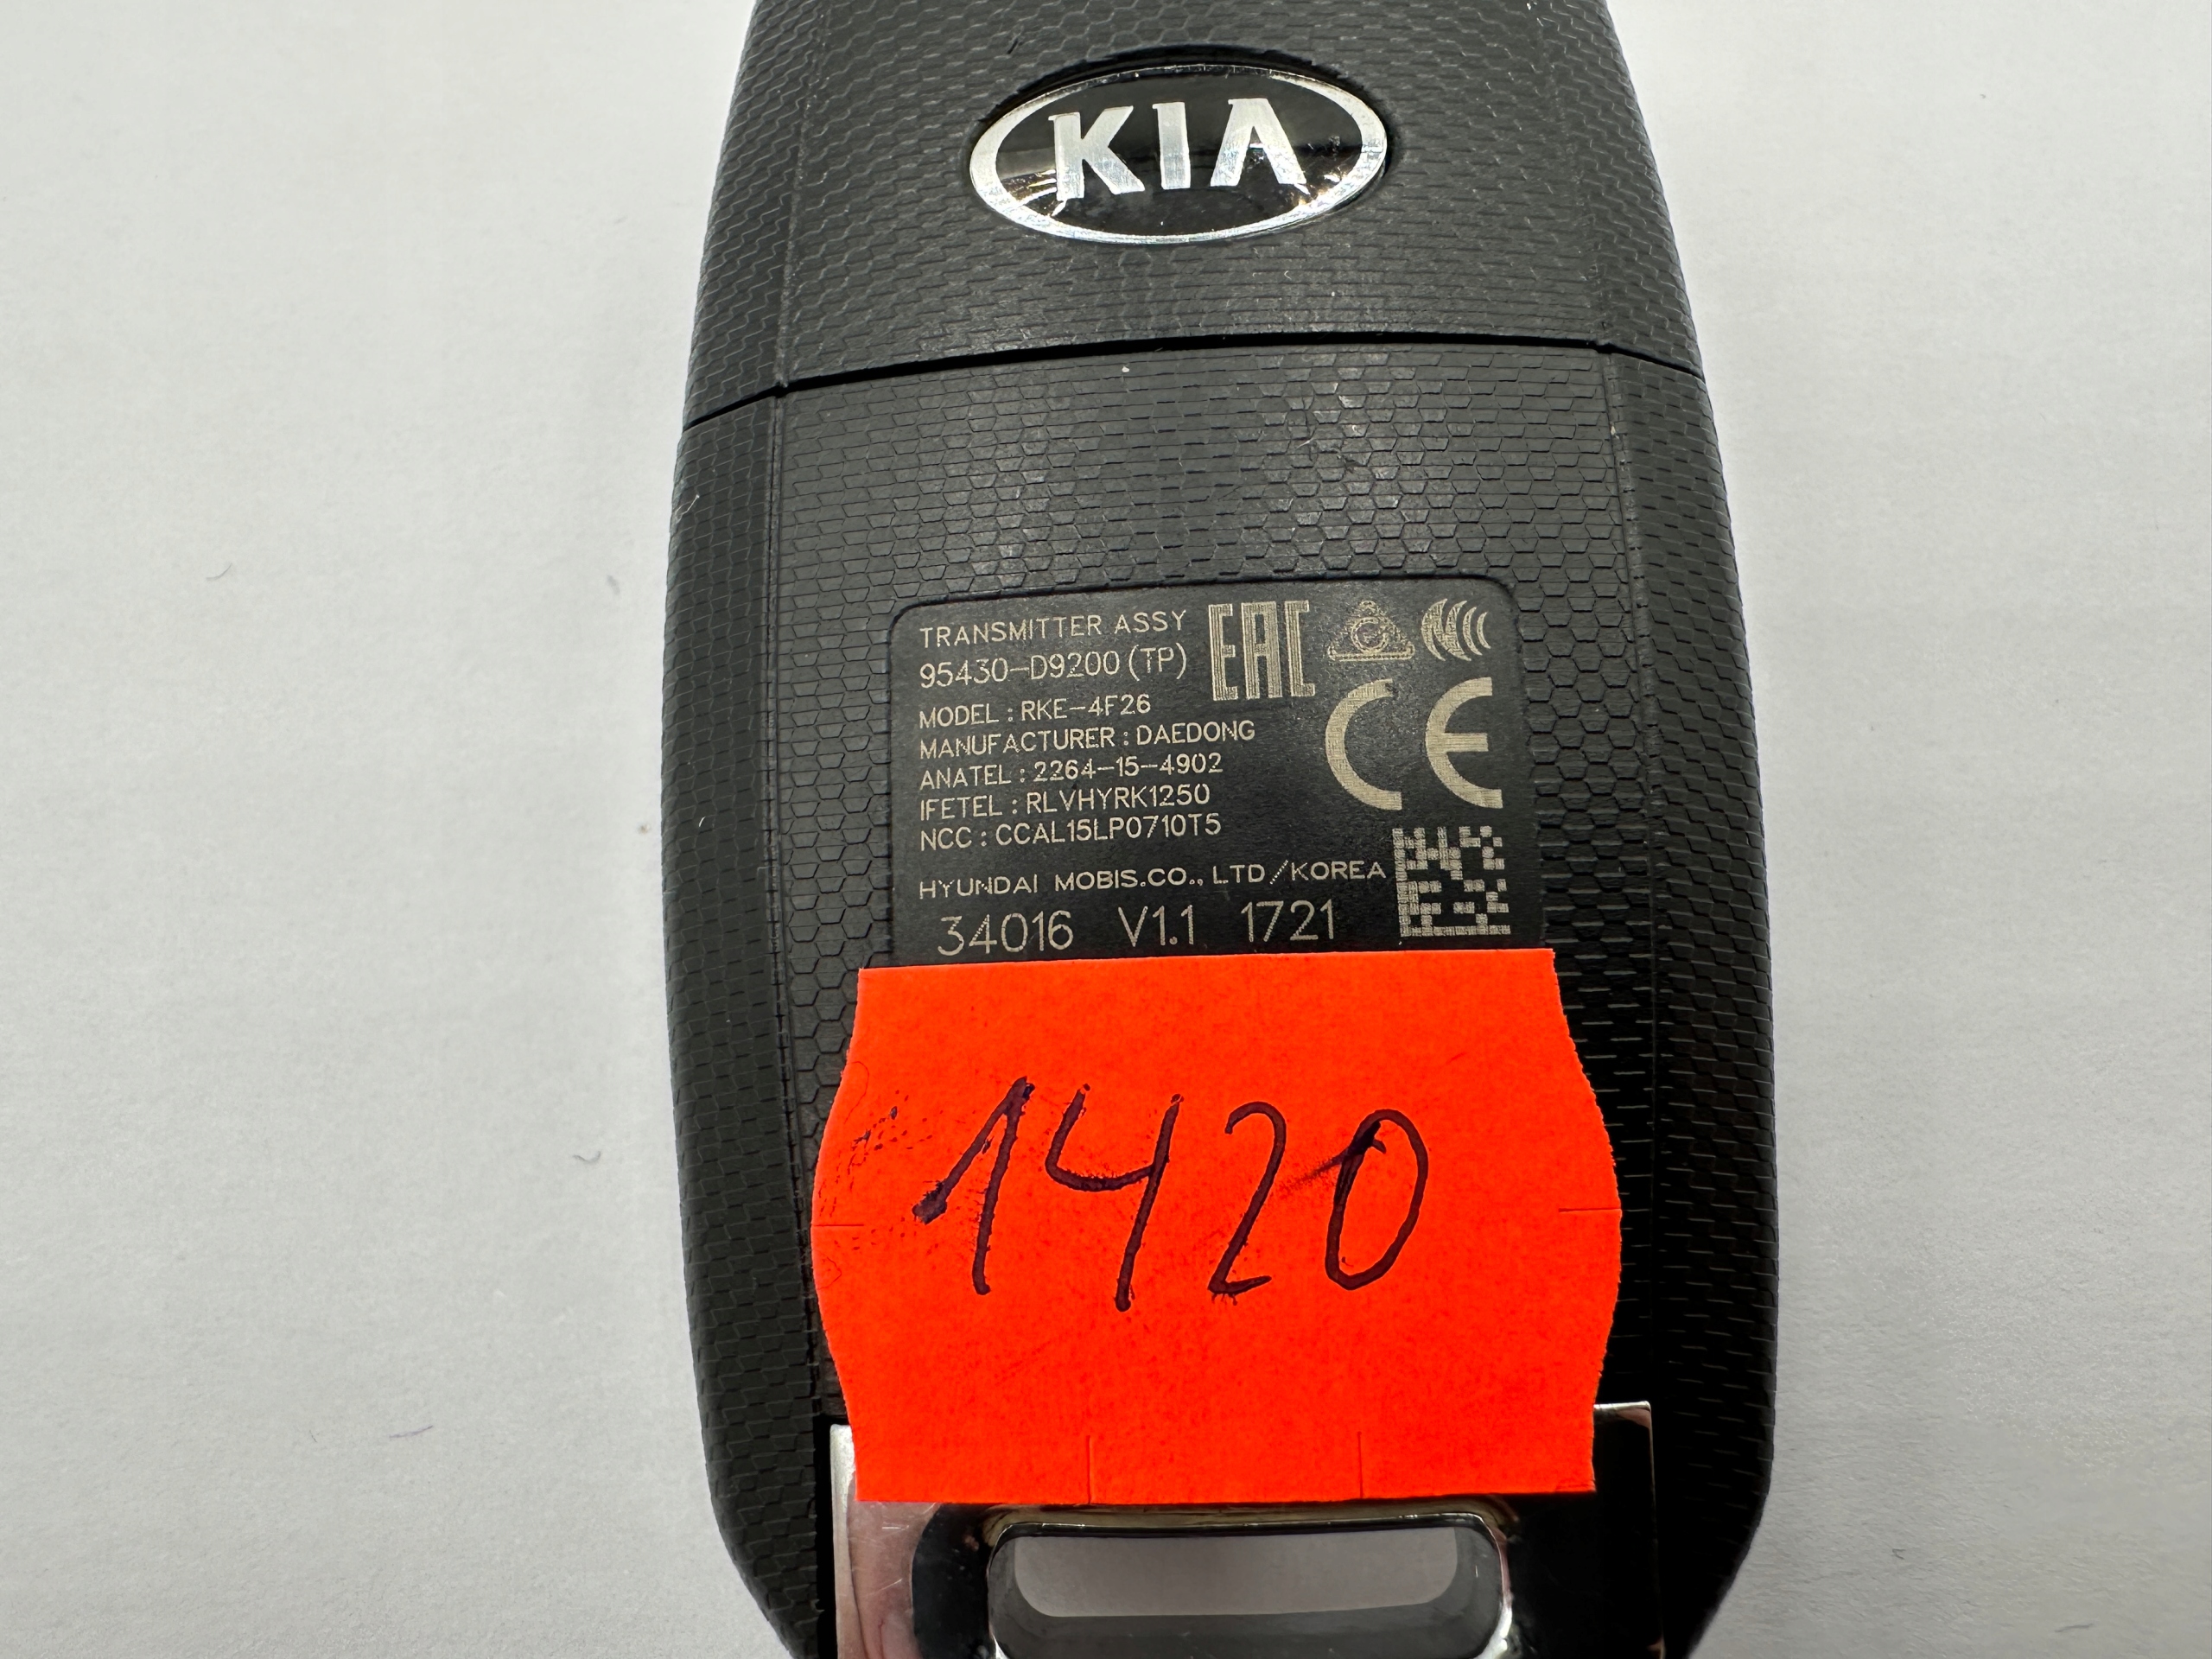 KIA
TRANSMITTER ASSY
95430-D9200 (TP)
EAC
MODEL : RKE-4F26
MANUFACTURER : DAEDONG
ANATEL : 2264-15-4902
IFETEL : RLVHYRK1250
NCC : CCAL15LP0710T5
CE
HYUNDAI MOBIS.CO., LTD/KOREA
34016 V1.1 1721
1420